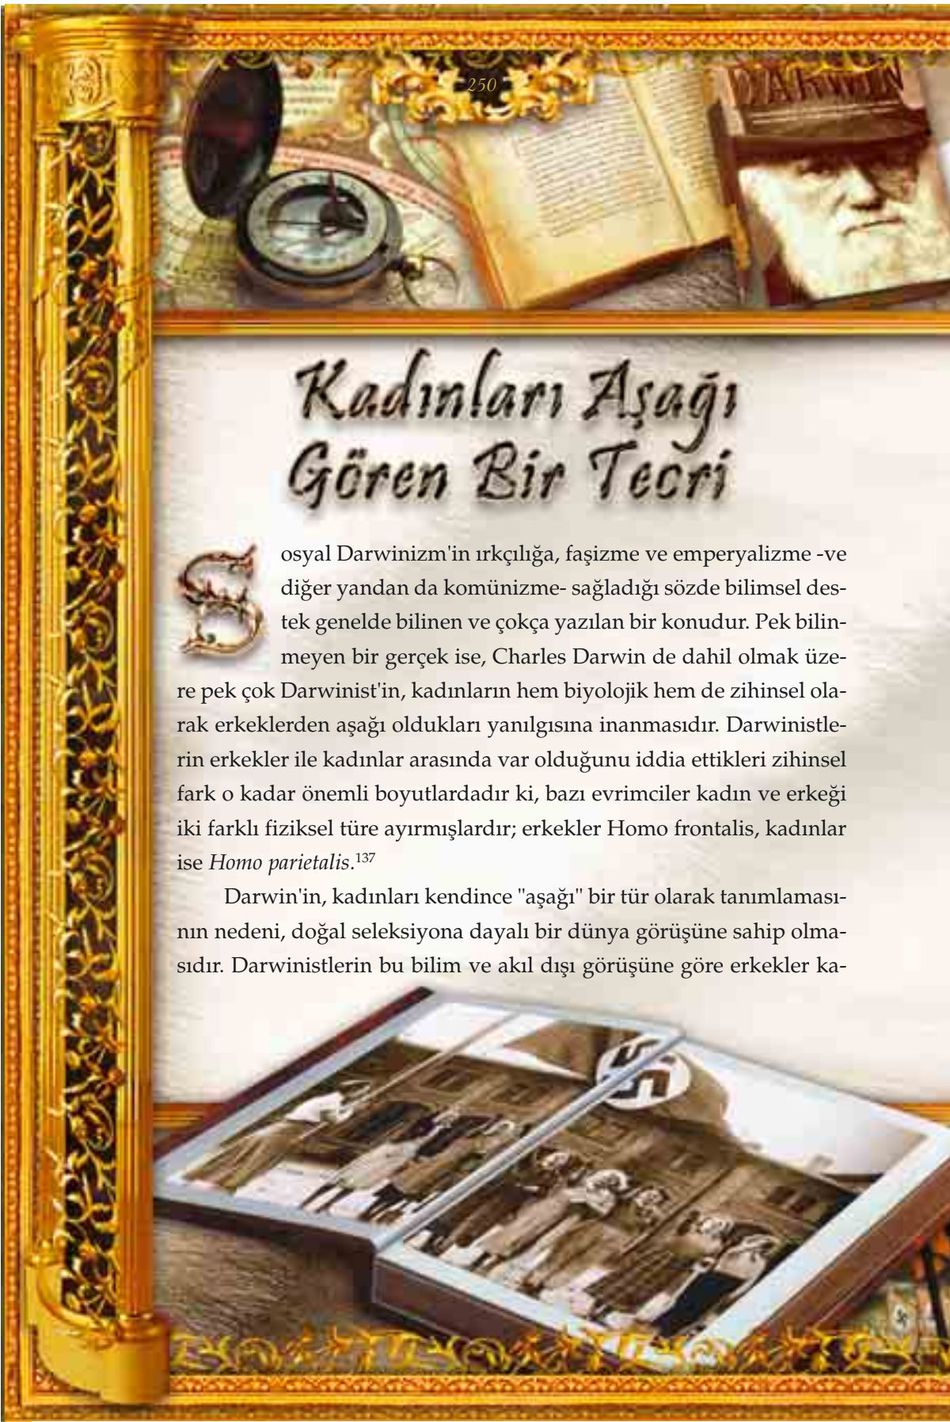 250
DARWIN
Kadınları Aşağı
Gören Bir Teori
Sosyal Darwinizm'in ırkçılığa, faşizme ve emperyalizme -ve
diğer yandan da komünizme- sağladığı sözde bilimsel des-
tek genelde bilinen ve çokça yazılan bir konudur. Pek bilin-
meyen bir gerçek ise, Charles Darwin de dahil olmak üze-
re pek çok Darwinist'in, kadınların hem biyolojik hem de zihinsel ola-
rak erkeklerden aşağı oldukları yanılgısına inanmasıdır. Darwinistle-
rin erkekler ile kadınlar arasında var olduğunu iddia ettikleri zihinsel
fark o kadar önemli boyutlardadır ki, bazı evrimciler kadın ve erkeği
iki farklı fiziksel türe ayırmışlardır; erkekler Homo frontalis, kadınlar
ise Homo parietalis.137
Darwin'in, kadınları kendince "aşağı" bir tür olarak tanımlaması-
nın nedeni, doğal seleksiyona dayalı bir dünya görüşüne sahip olma-
sıdır. Darwinistlerin bu bilim ve akıl dışı görüşüne göre erkekler ka-